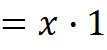 = x · 1